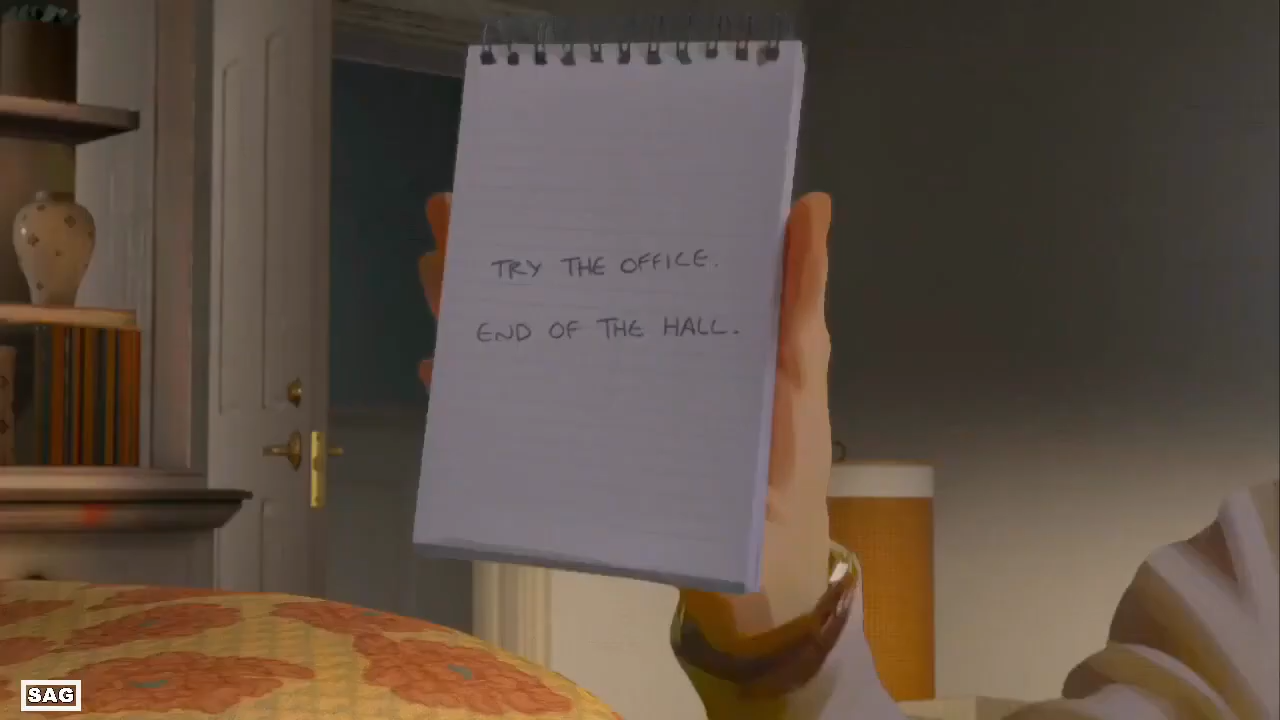 TRY THE OFFICE.
END OF THE HALL.
SAG